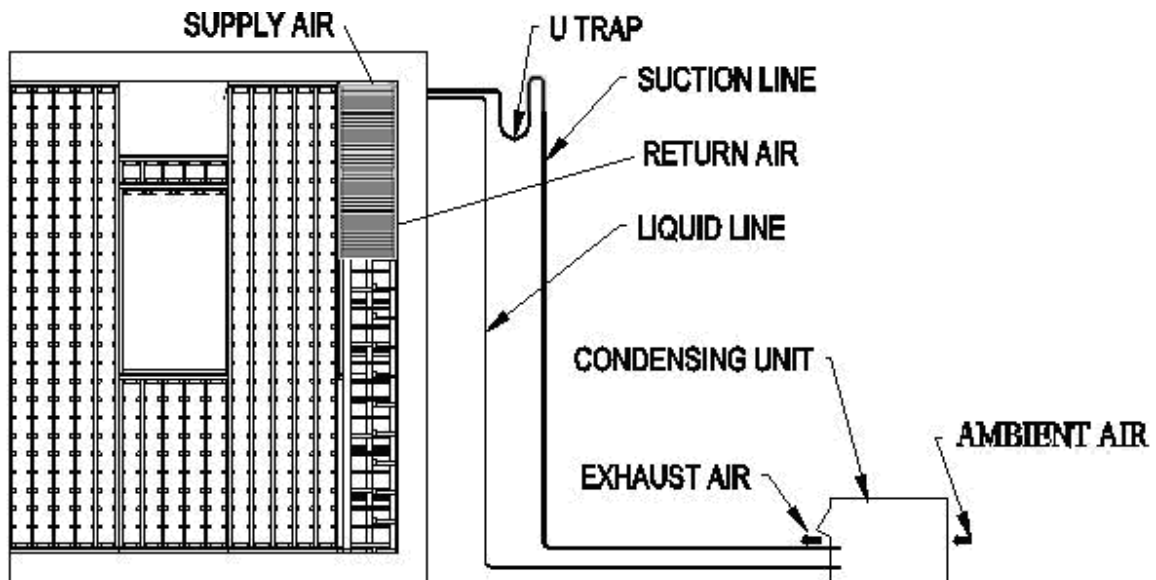 SUPPLY AIR
U TRAP
SUCTION LINE
RETURN AIR
LIQUID LINE
CONDENSING UNIT
AMBIENT AIR
EXHAUST AIR